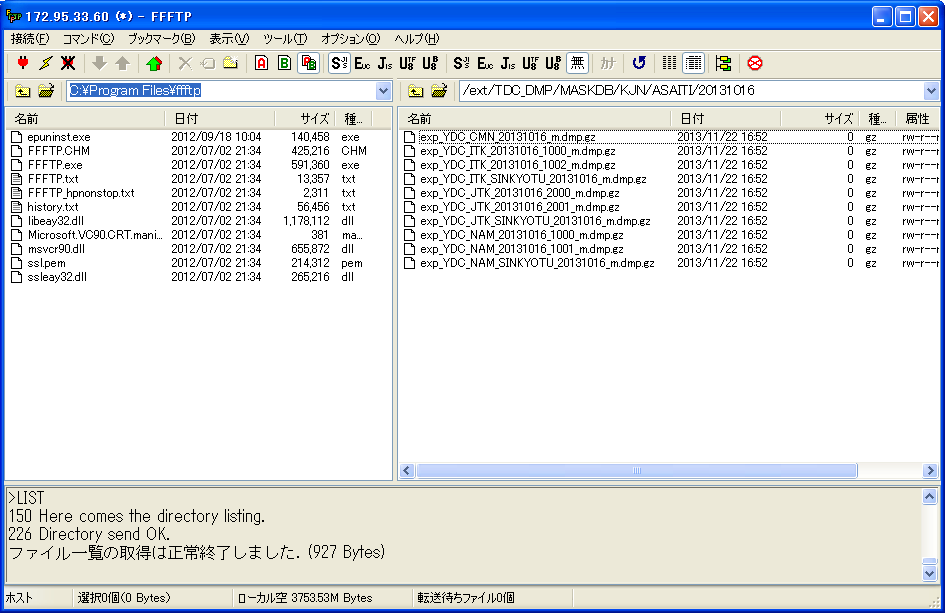 172.95.33.60 (*) - FFFTP
接続(F) コマンド(C) ブックマーク(B) 表示(V) ツール(T) オプション(O) ヘルプ(H)
C:¥Program Files¥ffftp
/ext/TDC_DMP/MASKDB/KJN/ASAITI/20131016
名前 日付 サイズ 種...
epuninst.exe 2012/09/18 10:04 140,458 exe
FFFTP.CHM 2012/07/02 21:34 425,216 CHM
FFFTP.exe 2012/07/02 21:34 591,360 exe
FFFTP.txt 2012/07/02 21:34 13,357 txt
FFFTP_hpnonstop.txt 2012/07/02 21:34 2,311 txt
history.txt 2012/07/02 21:34 56,456 txt
libeay32.dll 2012/07/02 21:34 1,178,112 dll
Microsoft.VC90.CRT.mani... 2012/07/02 21:34 381 ma...
msvcr90.dll 2012/07/02 21:34 655,872 dll
ssl.pem 2012/07/02 21:34 214,312 pem
ssleay32.dll 2012/07/02 21:34 265,216 dll
名前 日付 サイズ 種... 属性
exp_YDC_CMN_20131016_m.dmp.gz 2013/11/22 16:52 0 gz rw-r--r
exp_YDC_ITK_20131016_1000_m.dmp.gz 2013/11/22 16:52 0 gz rw-r--r
exp_YDC_ITK_20131016_1002_m.dmp.gz 2013/11/22 16:52 0 gz rw-r--r
exp_YDC_ITK_SINKYOTU_20131016_m.dmp.gz 2013/11/22 16:52 0 gz rw-r--r
exp_YDC_JTK_20131016_2000_m.dmp.gz 2013/11/22 16:52 0 gz rw-r--r
exp_YDC_JTK_20131016_2001_m.dmp.gz 2013/11/22 16:52 0 gz rw-r--r
exp_YDC_JTK_SINKYOTU_20131016_m.dmp.gz 2013/11/22 16:52 0 gz rw-r--r
exp_YDC_NAM_20131016_1000_m.dmp.gz 2013/11/22 16:52 0 gz rw-r--r
exp_YDC_NAM_20131016_1001_m.dmp.gz 2013/11/22 16:52 0 gz rw-r--r
exp_YDC_NAM_SINKYOTU_20131016_m.dmp.gz 2013/11/22 16:52 0 gz rw-r--r
>LIST
150 Here comes the directory listing.
226 Directory send OK.
ファイル一覧の取得は正常終了しました. (927 Bytes)
ホスト 選択0個(0 Bytes) ローカル空 3753.53M Bytes 転送待ちファイル0個